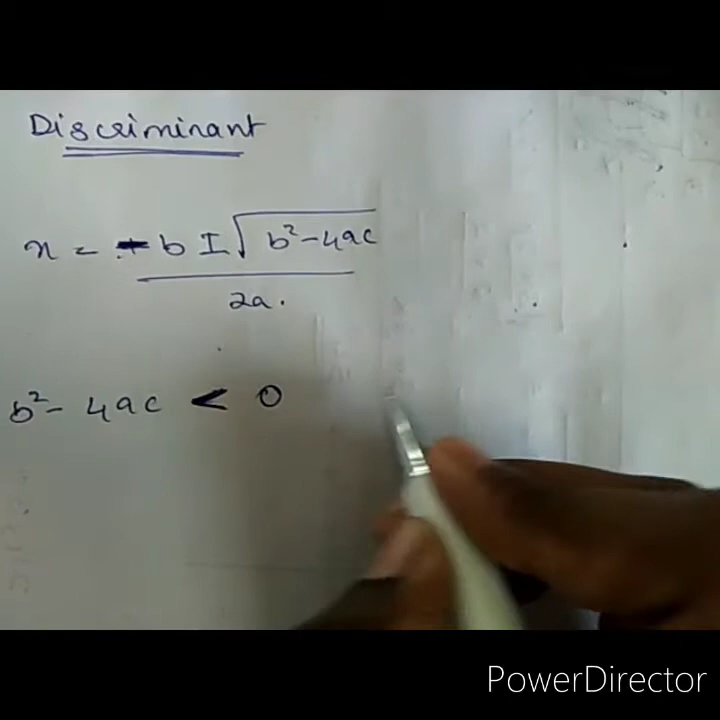 Discriminant
x = -b ± √b²-4ac
2a.
b²- 4ac < 0
PowerDirector